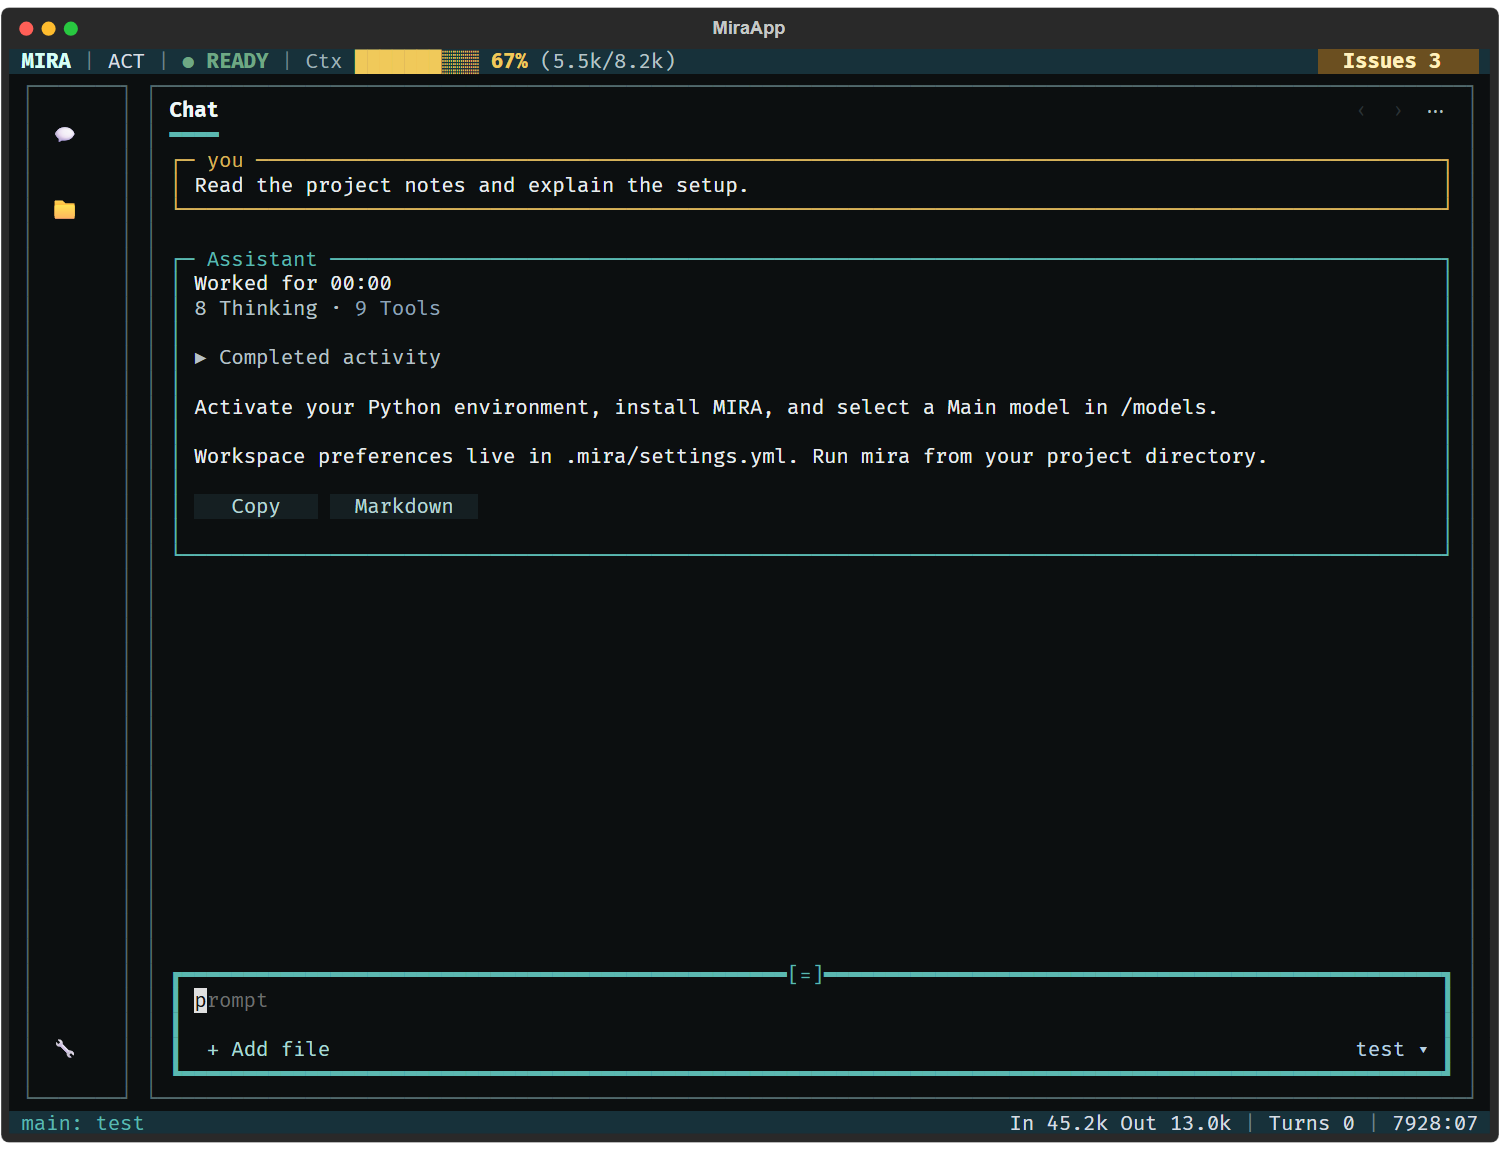 MiraApp
MIRA | ACT | ● READY | Ctx 67% (5.5k/8.2k) Issues 3
Chat ‹ › …
you
Read the project notes and explain the setup.
Assistant
Worked for 00:00
8 Thinking · 9 Tools
▶ Completed activity
Activate your Python environment, install MIRA, and select a Main model in /models.
Workspace preferences live in .mira/settings.yml. Run mira from your project directory.
Copy Markdown
[=]
prompt
+ Add file test ▾
main: test In 45.2k Out 13.0k | Turns 0 | 7928:07